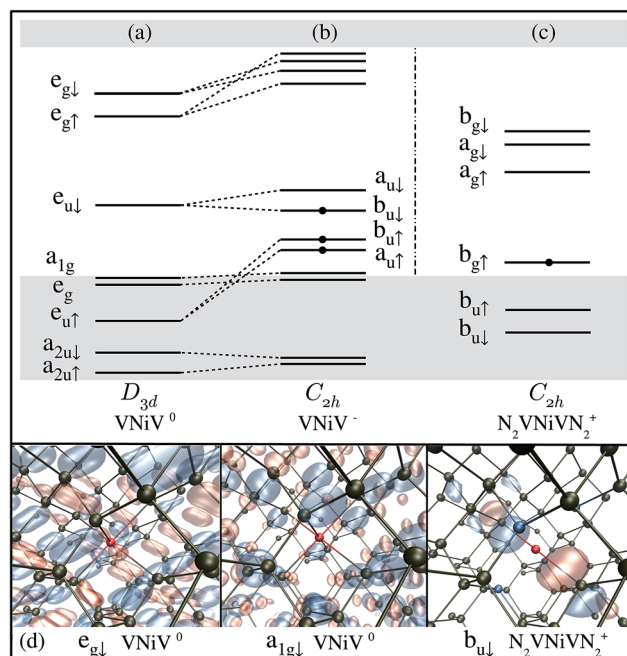 (a) (b) (c)
e_g↓
e_g↑
e_u↓
a_1g
e_g
e_u↑
a_2u↓
a_2u↑
a_u↓
b_u↓
b_u↑
a_u↑
b_g↓
a_g↓
a_g↑
b_g↑
b_u↑
b_u↓
D_3d C_2h C_2h
VNiV^0 VNiV^- N_2VNiVN_2^+
(d) e_g↓ VNiV^0 a_1g↓ VNiV^0 b_u↓ N_2VNiVN_2^+